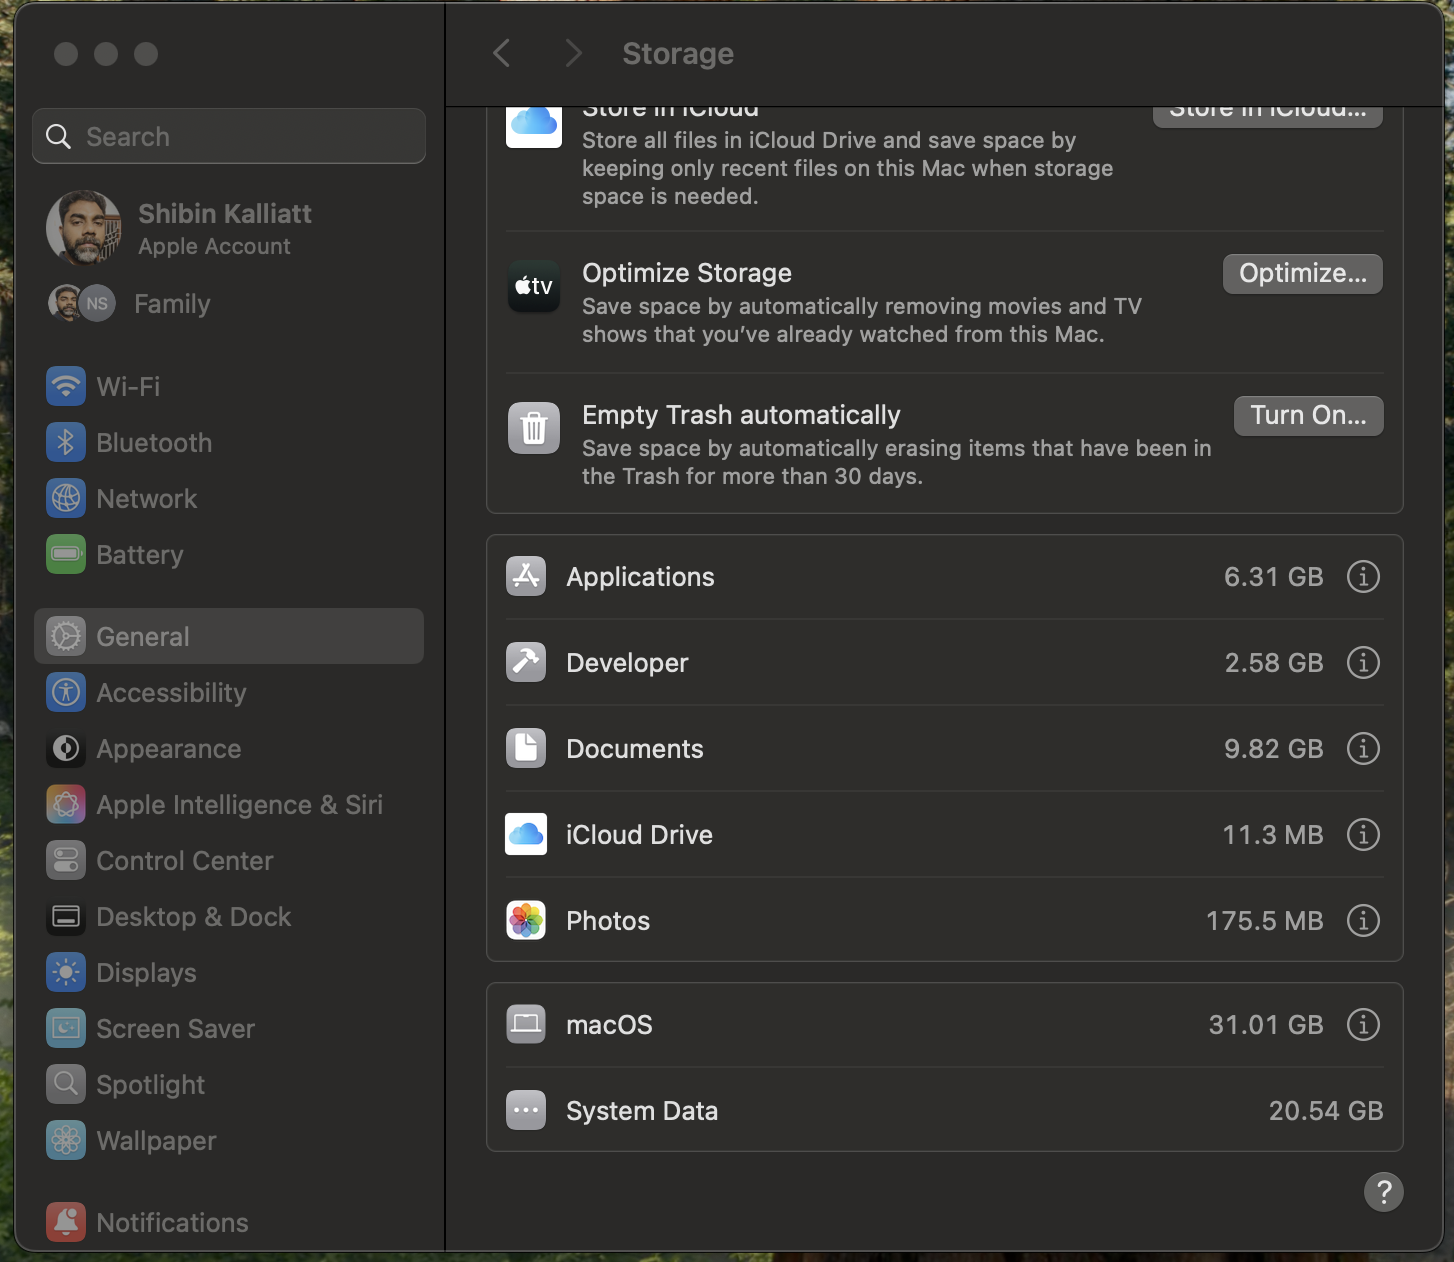 Storage
Search
Shibin Kalliatt
Apple Account
NS
Family
Wi-Fi
Bluetooth
Network
Battery
General
Accessibility
Appearance
Apple Intelligence & Siri
Control Center
Desktop & Dock
Displays
Screen Saver
Spotlight
Wallpaper
Notifications
Store in iCloud
Store in iCloud...
Store all files in iCloud Drive and save space by
keeping only recent files on this Mac when storage
space is needed.
tv
Optimize Storage
Optimize...
Save space by automatically removing movies and TV
shows that you’ve already watched from this Mac.
Empty Trash automatically
Turn On...
Save space by automatically erasing items that have been in
the Trash for more than 30 days.
Applications 6.31 GB
Developer 2.58 GB
Documents 9.82 GB
iCloud Drive 11.3 MB
Photos 175.5 MB
macOS 31.01 GB
System Data 20.54 GB
?